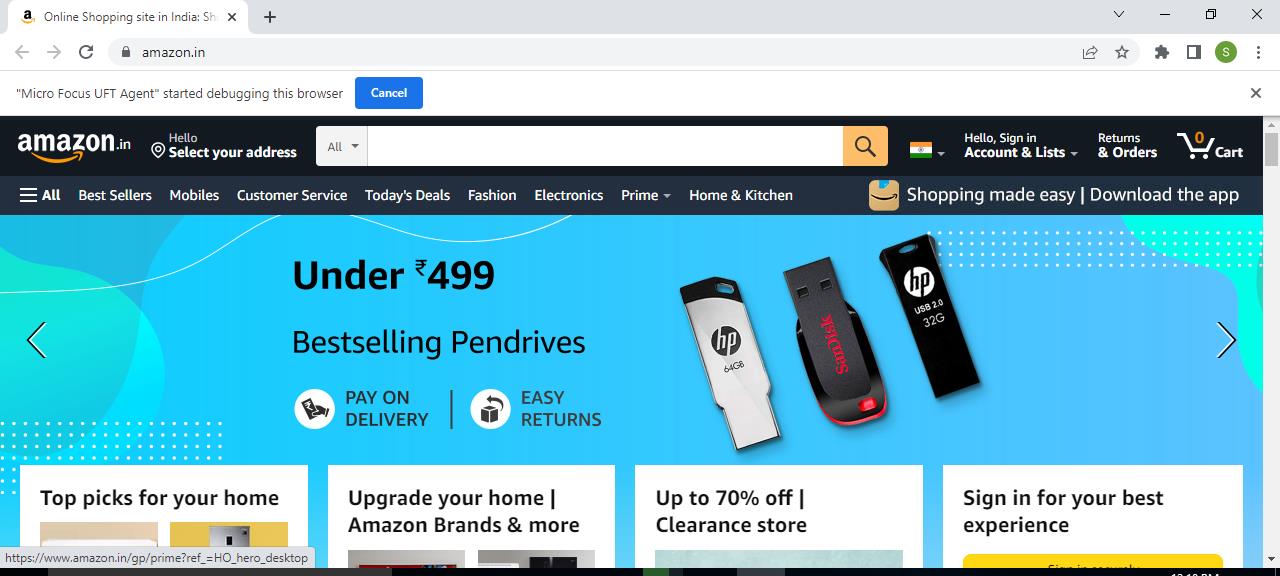 Online Shopping site in India: Sh
amazon.in
S
"Micro Focus UFT Agent" started debugging this browser
Cancel
amazon.in
Hello
Select your address
All
Hello, Sign in
Account & Lists
Returns
& Orders
0
Cart
All Best Sellers Mobiles Customer Service Today's Deals Fashion Electronics Prime Home & Kitchen
Shopping made easy | Download the app
Under ₹499
Bestselling Pendrives
PAY ON
DELIVERY
EASY
RETURNS
hp
64GB
SanDisk
hp
USB 2.0
32G
Top picks for your home
Upgrade your home |
Amazon Brands & more
Up to 70% off |
Clearance store
Sign in for your best
experience
Sign in securely
https://www.amazon.in/gp/prime?ref_=HO_hero_desktop